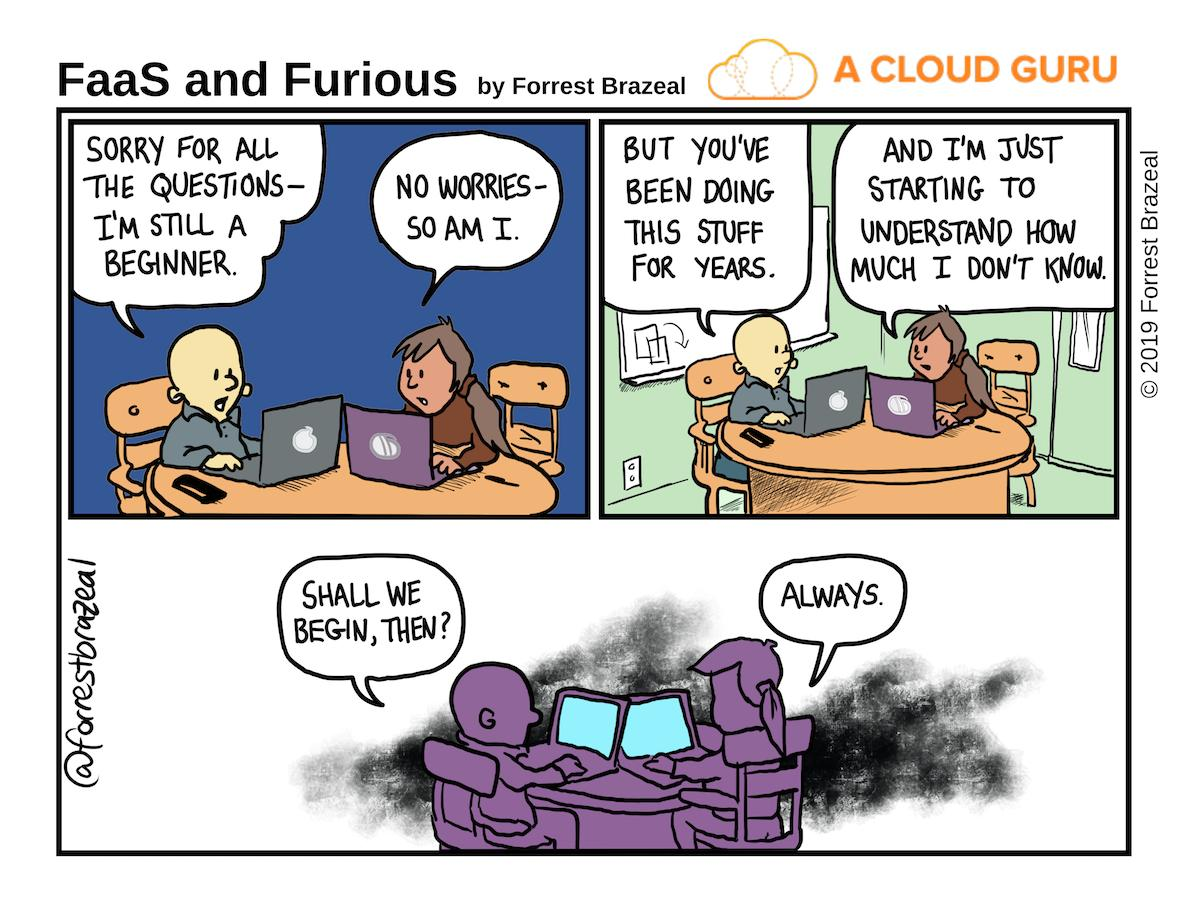 FaaS and Furious by Forrest Brazeal
A CLOUD GURU
SORRY FOR ALL
THE QUESTIONS–
I'M STILL A
BEGINNER.
NO WORRIES-
SO AM I.
BUT YOU'VE
BEEN DOING
THIS STUFF
FOR YEARS.
AND I'M JUST
STARTING TO
UNDERSTAND HOW
MUCH I DON'T KNOW.
© 2019 Forrest Brazeal
@forrestbrazeal
SHALL WE
BEGIN, THEN?
ALWAYS.